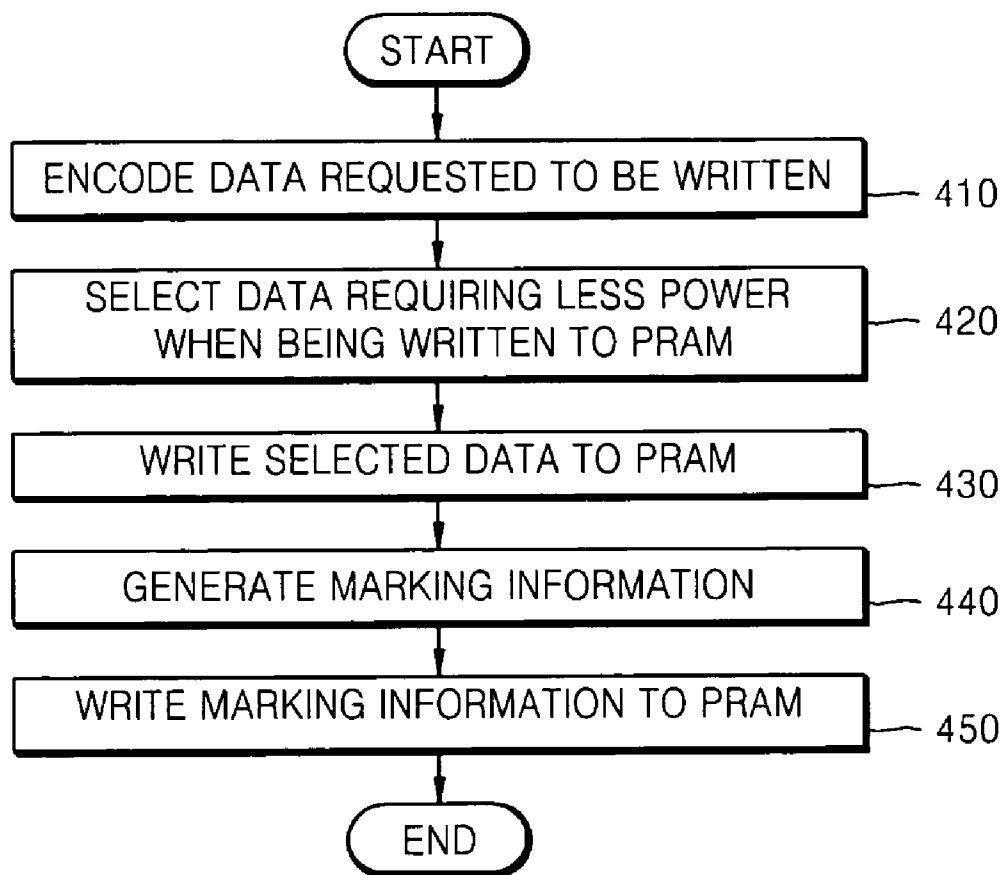 START
ENCODE DATA REQUESTED TO BE WRITTEN
410
SELECT DATA REQUIRING LESS POWER
WHEN BEING WRITTEN TO PRAM
420
WRITE SELECTED DATA TO PRAM
430
GENERATE MARKING INFORMATION
440
WRITE MARKING INFORMATION TO PRAM
450
END